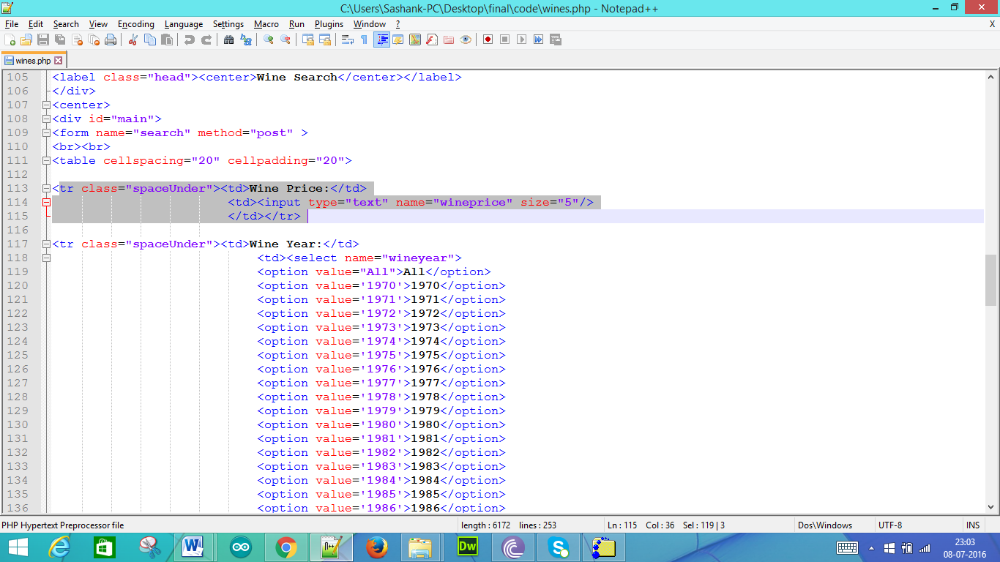 C:\Users\Sashank-PC\Desktop\final\code\wines.php - Notepad++
File Edit Search View Encoding Language Settings Macro Run Plugins Window ? X
wines.php
105 <label class="head"><center>Wine Search</center></label>
106 </div>
107 <center>
108 <div id="main">
109 <form name="search" method="post" >
110 <br><br>
111 <table cellspacing="20" cellpadding="20">
112
113 <tr class="spaceUnder"><td>Wine Price:</td>
114 <td><input type="text" name="wineprice" size="5"/>
115 </td></tr>
116
117 <tr class="spaceUnder"><td>Wine Year:</td>
118 <td><select name="wineyear">
119 <option value="All">All</option>
120 <option value='1970'>1970</option>
121 <option value='1971'>1971</option>
122 <option value='1972'>1972</option>
123 <option value='1973'>1973</option>
124 <option value='1974'>1974</option>
125 <option value='1975'>1975</option>
126 <option value='1976'>1976</option>
127 <option value='1977'>1977</option>
128 <option value='1978'>1978</option>
129 <option value='1979'>1979</option>
130 <option value='1980'>1980</option>
131 <option value='1981'>1981</option>
132 <option value='1982'>1982</option>
133 <option value='1983'>1983</option>
134 <option value='1984'>1984</option>
135 <option value='1985'>1985</option>
136 <option value='1986'>1986</option>
PHP Hypertext Preprocessor file length : 6172 lines : 253 Ln : 115 Col : 36 Sel : 119 | 3 Dos\Windows UTF-8 INS
Dw
23:03
08-07-2016